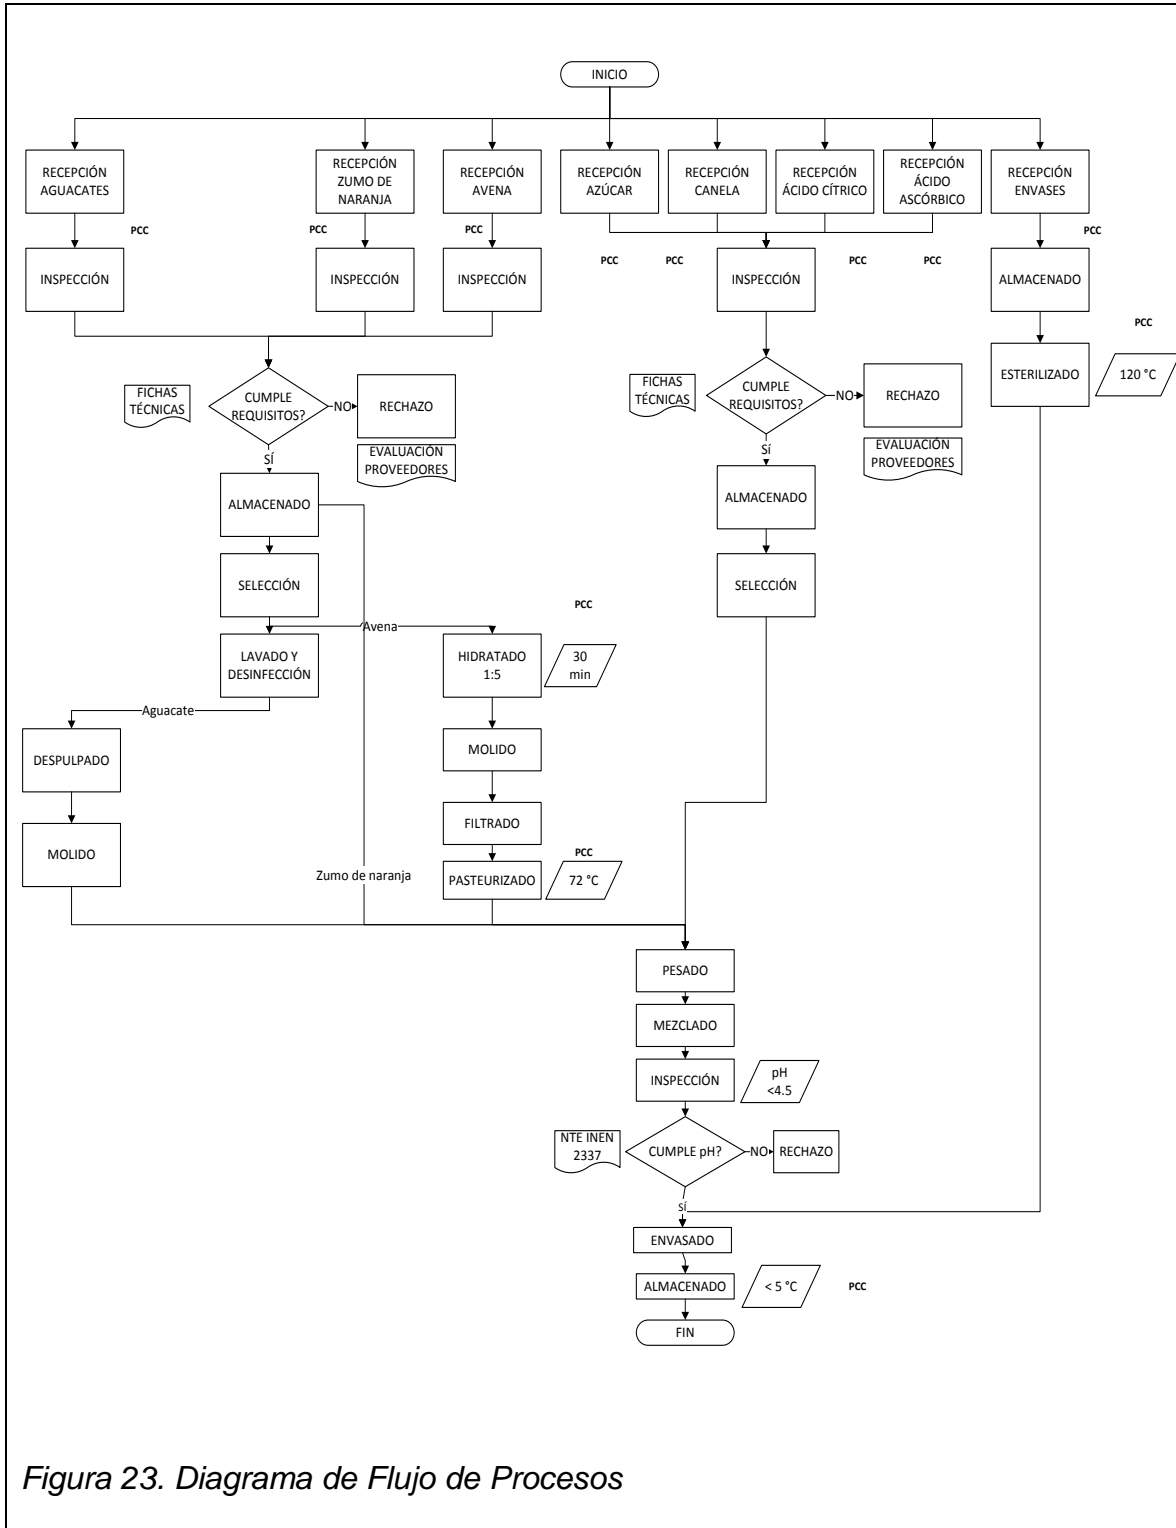 INICIO
RECEPCIÓN
AGUACATES
RECEPCIÓN
ZUMO DE
NARANJA
RECEPCIÓN
AVENA
RECEPCIÓN
AZÚCAR
RECEPCIÓN
CANELA
RECEPCIÓN
ÁCIDO CÍTRICO
RECEPCIÓN
ÁCIDO
ASCÓRBICO
RECEPCIÓN
ENVASES
PCC
PCC
PCC
PCC
INSPECCIÓN
INSPECCIÓN
INSPECCIÓN
PCC
PCC
INSPECCIÓN
PCC
PCC
ALMACENADO
PCC
ESTERILIZADO
120 °C
FICHAS
TÉCNICAS
CUMPLE
REQUISITOS?
NO
RECHAZO
EVALUACIÓN
PROVEEDORES
SÍ
FICHAS
TÉCNICAS
CUMPLE
REQUISITOS?
NO
RECHAZO
EVALUACIÓN
PROVEEDORES
SÍ
ALMACENADO
ALMACENADO
SELECCIÓN
SELECCIÓN
PCC
Avena
LAVADO Y
DESINFECCIÓN
HIDRATADO
1:5
30
min
Aguacate
DESPULPADO
MOLIDO
MOLIDO
FILTRADO
PCC
Zumo de naranja
PASTEURIZADO
72 °C
PESADO
MEZCLADO
INSPECCIÓN
pH
<4.5
NTE INEN
2337
CUMPLE pH?
NO
RECHAZO
SÍ
ENVASADO
ALMACENADO
< 5 °C
PCC
FIN
Figura 23. Diagrama de Flujo de Procesos